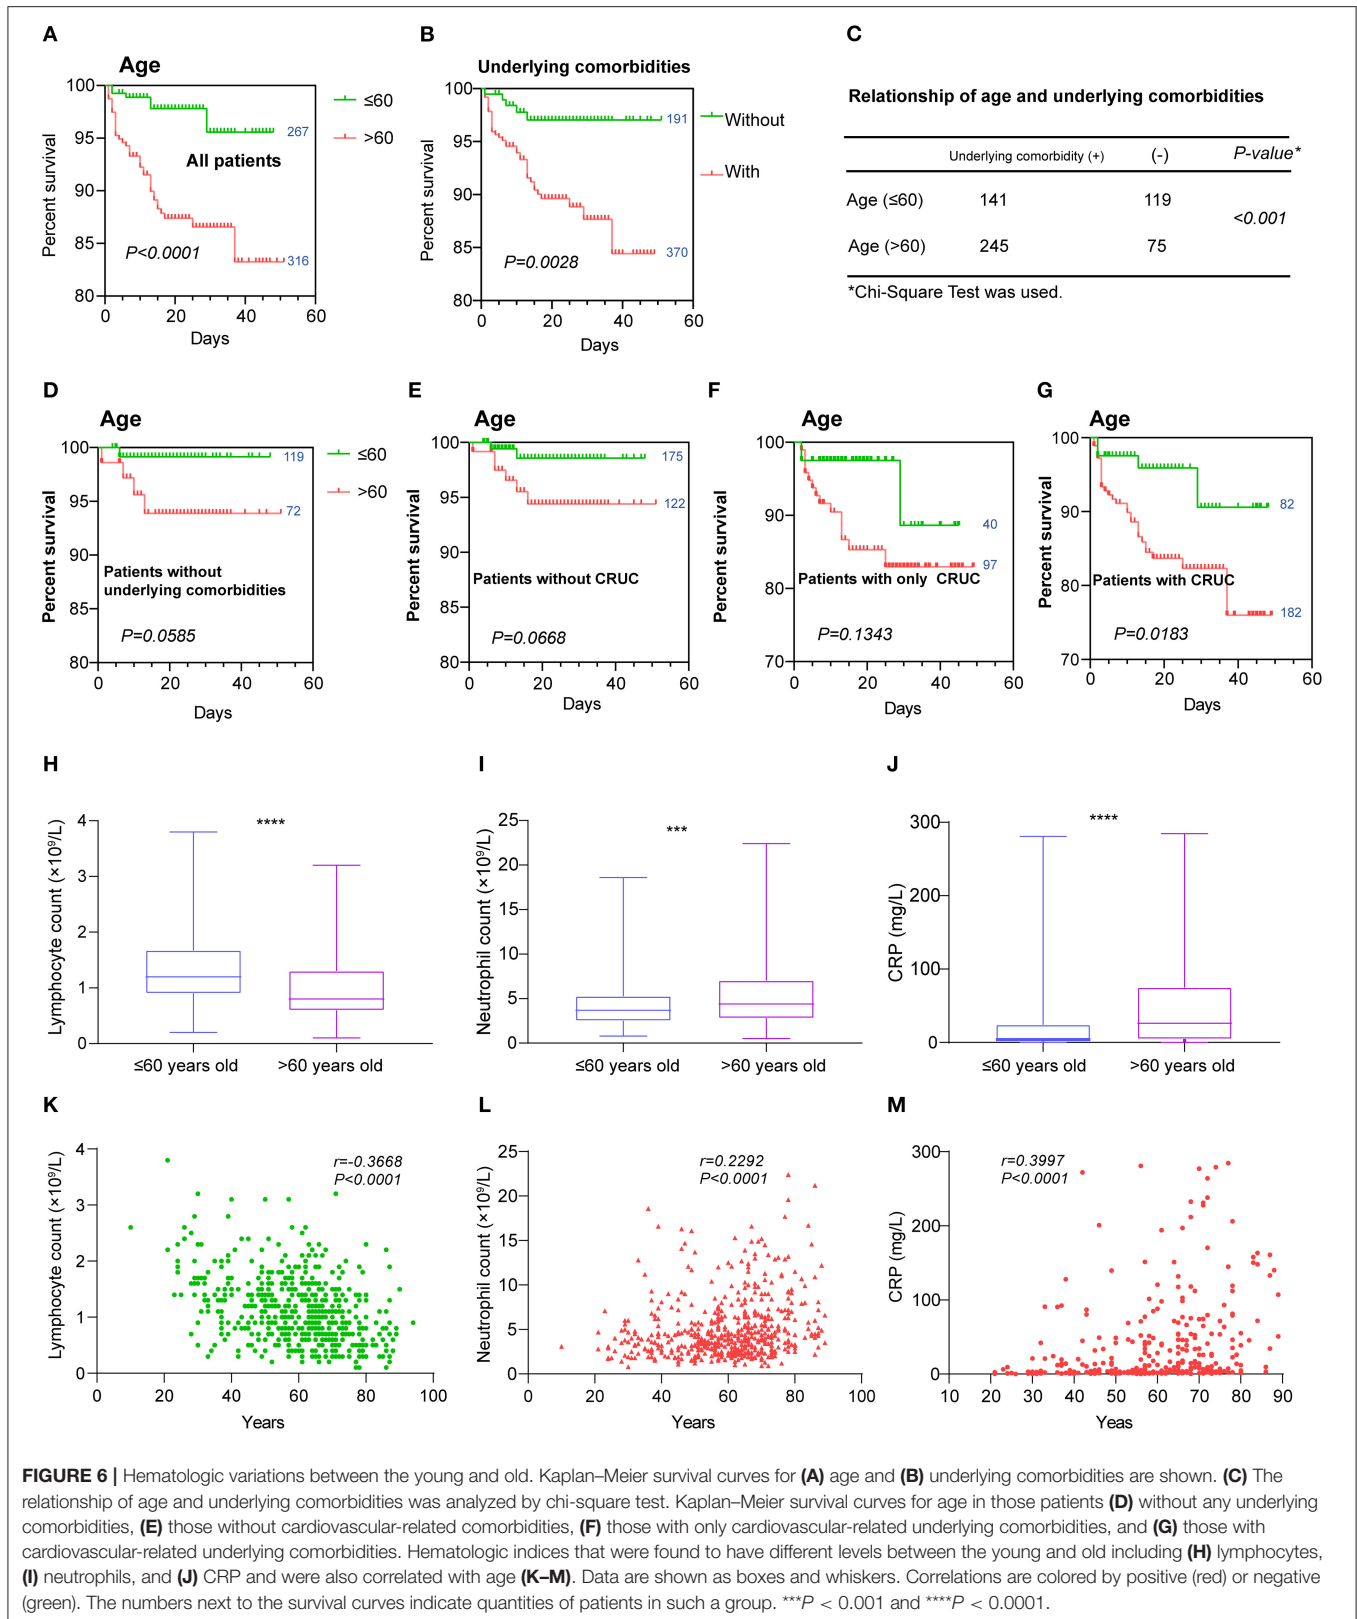 A
Age
100
95
90
85
80
Percent survival
0
20
40
60
Days
≤60
>60
267
All patients
P<0.0001
316
B
Underlying comorbidities
100
95
90
85
80
Percent survival
0
20
40
60
Days
191
Without
With
P=0.0028
370
C
Relationship of age and underlying comorbidities
Underlying comorbidity (+) (-) P-value*
Age (≤60) 141 119
<0.001
Age (>60) 245 75
*Chi-Square Test was used.
D
Age
100
95
90
85
80
Percent survival
0
20
40
60
Days
≤60
>60
119
72
Patients without
underlying comorbidities
P=0.0585
E
Age
100
95
90
85
80
Percent survival
0
20
40
60
Days
175
122
Patients without CRUC
P=0.0668
F
Age
100
90
80
70
Percent survival
0
20
40
60
Days
40
97
Patients with only CRUC
P=0.1343
G
Age
100
90
80
70
Percent survival
0
20
40
60
Days
82
Patients with CRUC
182
P=0.0183
H
4
3
2
1
0
Lymphocyte count (×10⁹/L)
****
≤60 years old
>60 years old
I
25
20
15
10
5
0
Neutrophil count (×10⁹/L)
***
≤60 years old
>60 years old
J
300
200
100
0
CRP (mg/L)
****
≤60 years old
>60 years old
K
4
3
2
1
0
Lymphocyte count (×10⁹/L)
r=-0.3668
P<0.0001
0
20
40
60
80
100
Years
L
25
20
15
10
5
0
Neutrophil count (×10⁹/L)
r=0.2292
P<0.0001
0
20
40
60
80
100
Years
M
300
200
100
0
CRP (mg/L)
r=0.3997
P<0.0001
10
20
30
40
50
60
70
80
90
Yeas
FIGURE 6 | Hematologic variations between the young and old. Kaplan–Meier survival curves for (A) age and (B) underlying comorbidities are shown. (C) The
relationship of age and underlying comorbidities was analyzed by chi-square test. Kaplan–Meier survival curves for age in those patients (D) without any underlying
comorbidities, (E) those without cardiovascular-related comorbidities, (F) those with only cardiovascular-related underlying comorbidities, and (G) those with
cardiovascular-related underlying comorbidities. Hematologic indices that were found to have different levels between the young and old including (H) lymphocytes,
(I) neutrophils, and (J) CRP and were also correlated with age (K–M). Data are shown as boxes and whiskers. Correlations are colored by positive (red) or negative
(green). The numbers next to the survival curves indicate quantities of patients in such a group. ***P < 0.001 and ****P < 0.0001.